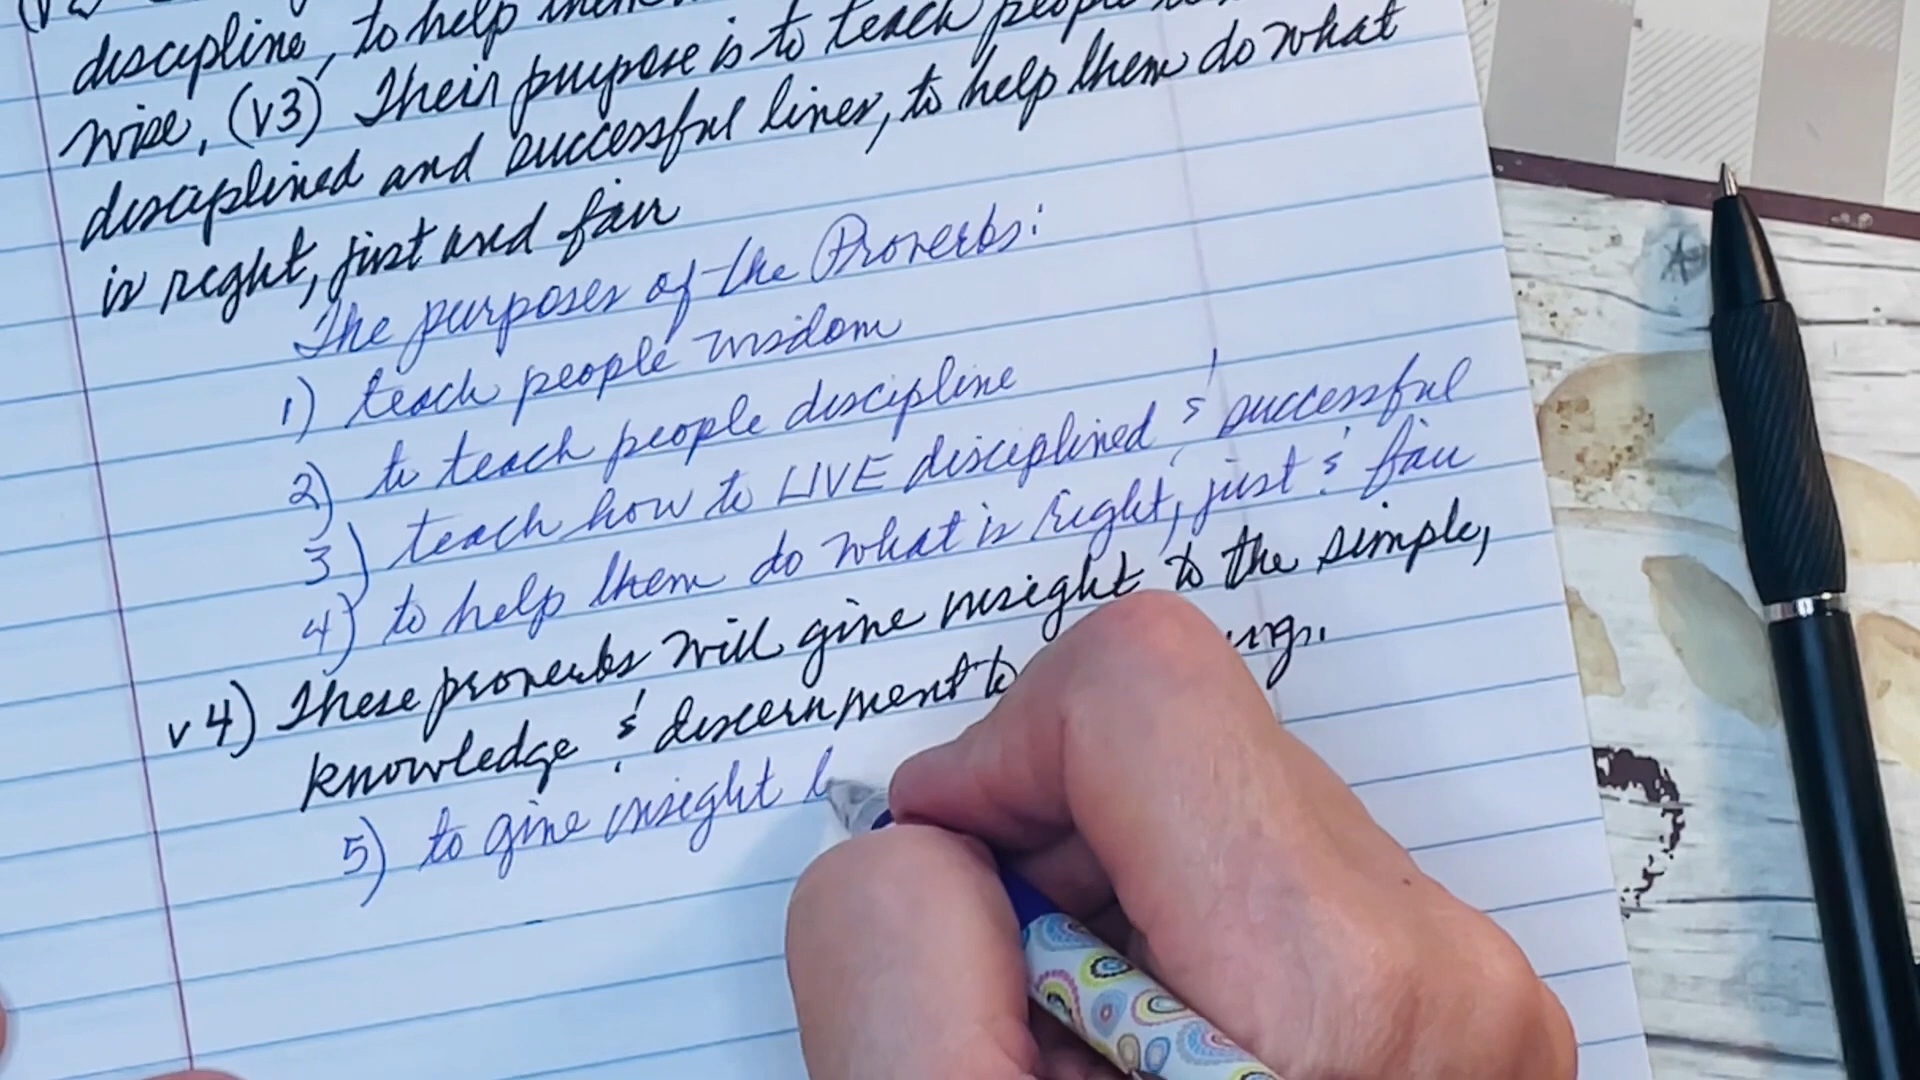 discipline, to help them
wise, (v3) Their purpose is to teach people
disciplined and successful lives, to help them do what
is right, just and fair
The purposes of the Proverbs:
1) teach people wisdom
2) to teach people discipline
3) teach how to LIVE disciplined & successful
4) to help them do what is right, just & fair
v4) These proverbs will give insight to the simple,
knowledge & discernment to
5) to give insight